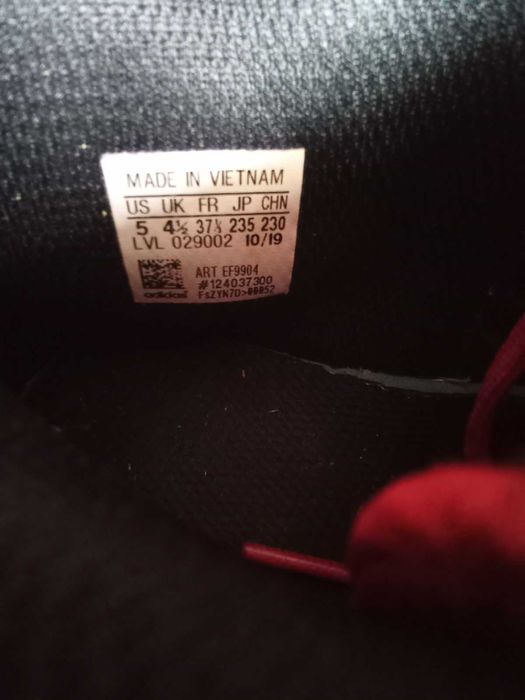 MADE IN VIETNAM
US UK FR JP CHN
5 4½ 37⅓ 235 230
LVL 029002 10/19
ART EF9904
#124037300
adidas